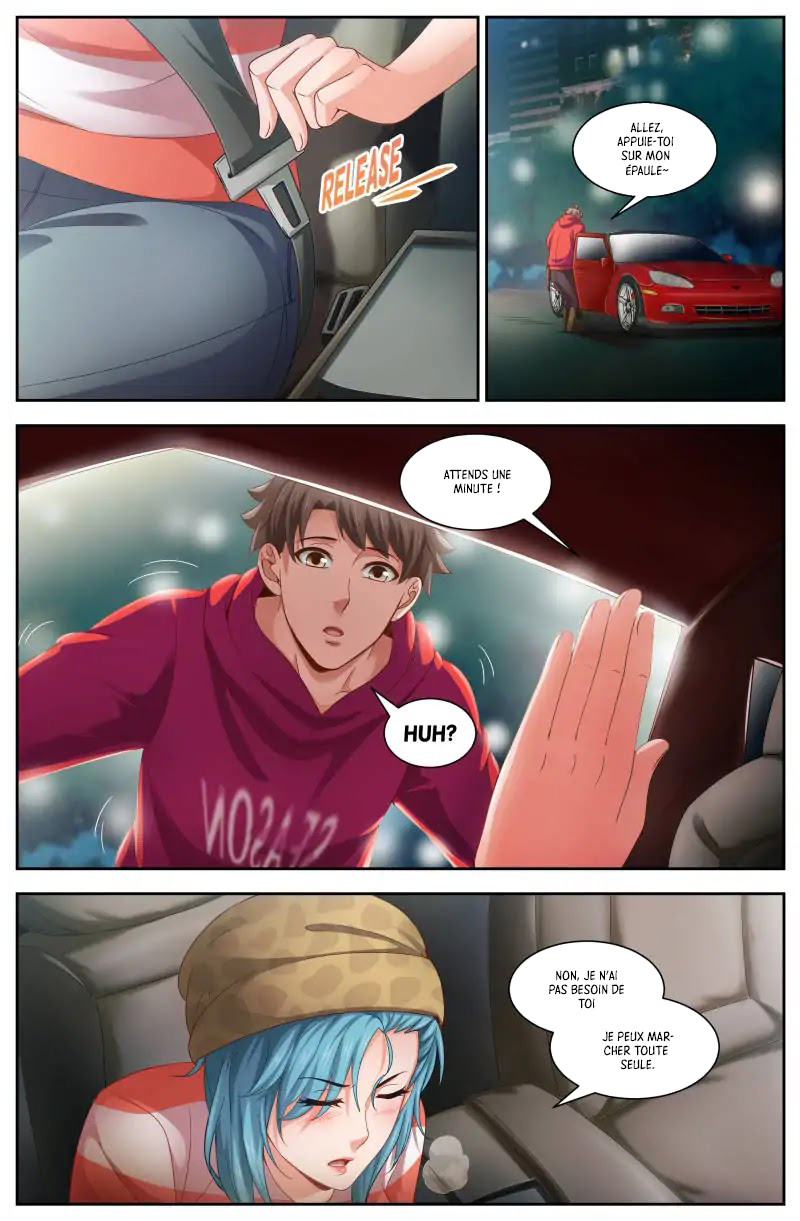 RELEASE
ALLEZ,
APPUIE-TOI
SUR MON
ÉPAULE~
ATTENDS UNE
MINUTE !
HUH?
SEASON
NON, JE N'AI
PAS BESOIN DE
TOI
JE PEUX MAR-
CHER TOUTE
SEULE.